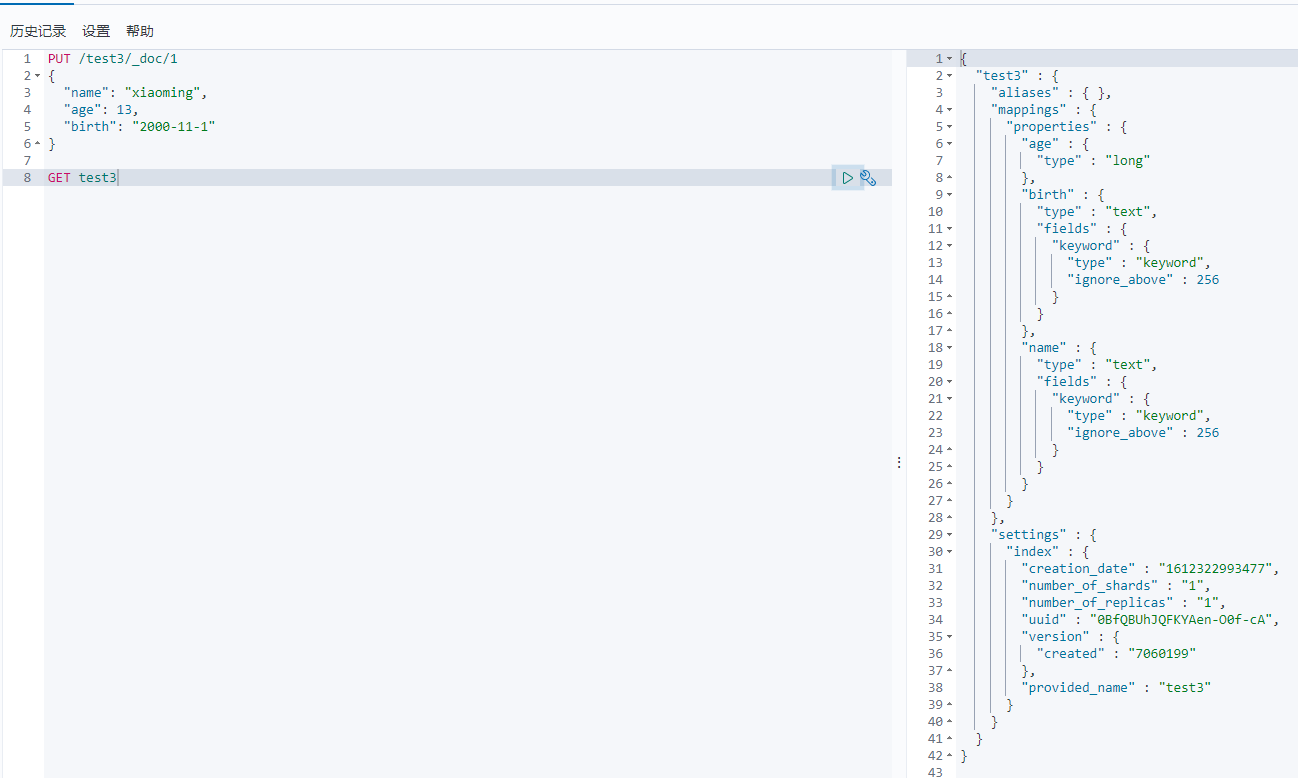 历史记录 设置 帮助
1 PUT /test3/_doc/1
2 {
3 "name": "xiaoming",
4 "age": 13,
5 "birth": "2000-11-1"
6 }
7
8 GET test3
1 {
2 "test3" : {
3 "aliases" : { },
4 "mappings" : {
5 "properties" : {
6 "age" : {
7 "type" : "long"
8 },
9 "birth" : {
10 "type" : "text",
11 "fields" : {
12 "keyword" : {
13 "type" : "keyword",
14 "ignore_above" : 256
15 }
16 }
17 },
18 "name" : {
19 "type" : "text",
20 "fields" : {
21 "keyword" : {
22 "type" : "keyword",
23 "ignore_above" : 256
24 }
25 }
26 }
27 }
28 },
29 "settings" : {
30 "index" : {
31 "creation_date" : "1612322993477",
32 "number_of_shards" : "1",
33 "number_of_replicas" : "1",
34 "uuid" : "0BfQBUhJQFKYAen-O0f-cA",
35 "version" : {
36 "created" : "7060199"
37 },
38 "provided_name" : "test3"
39 }
40 }
41 }
42 }
43